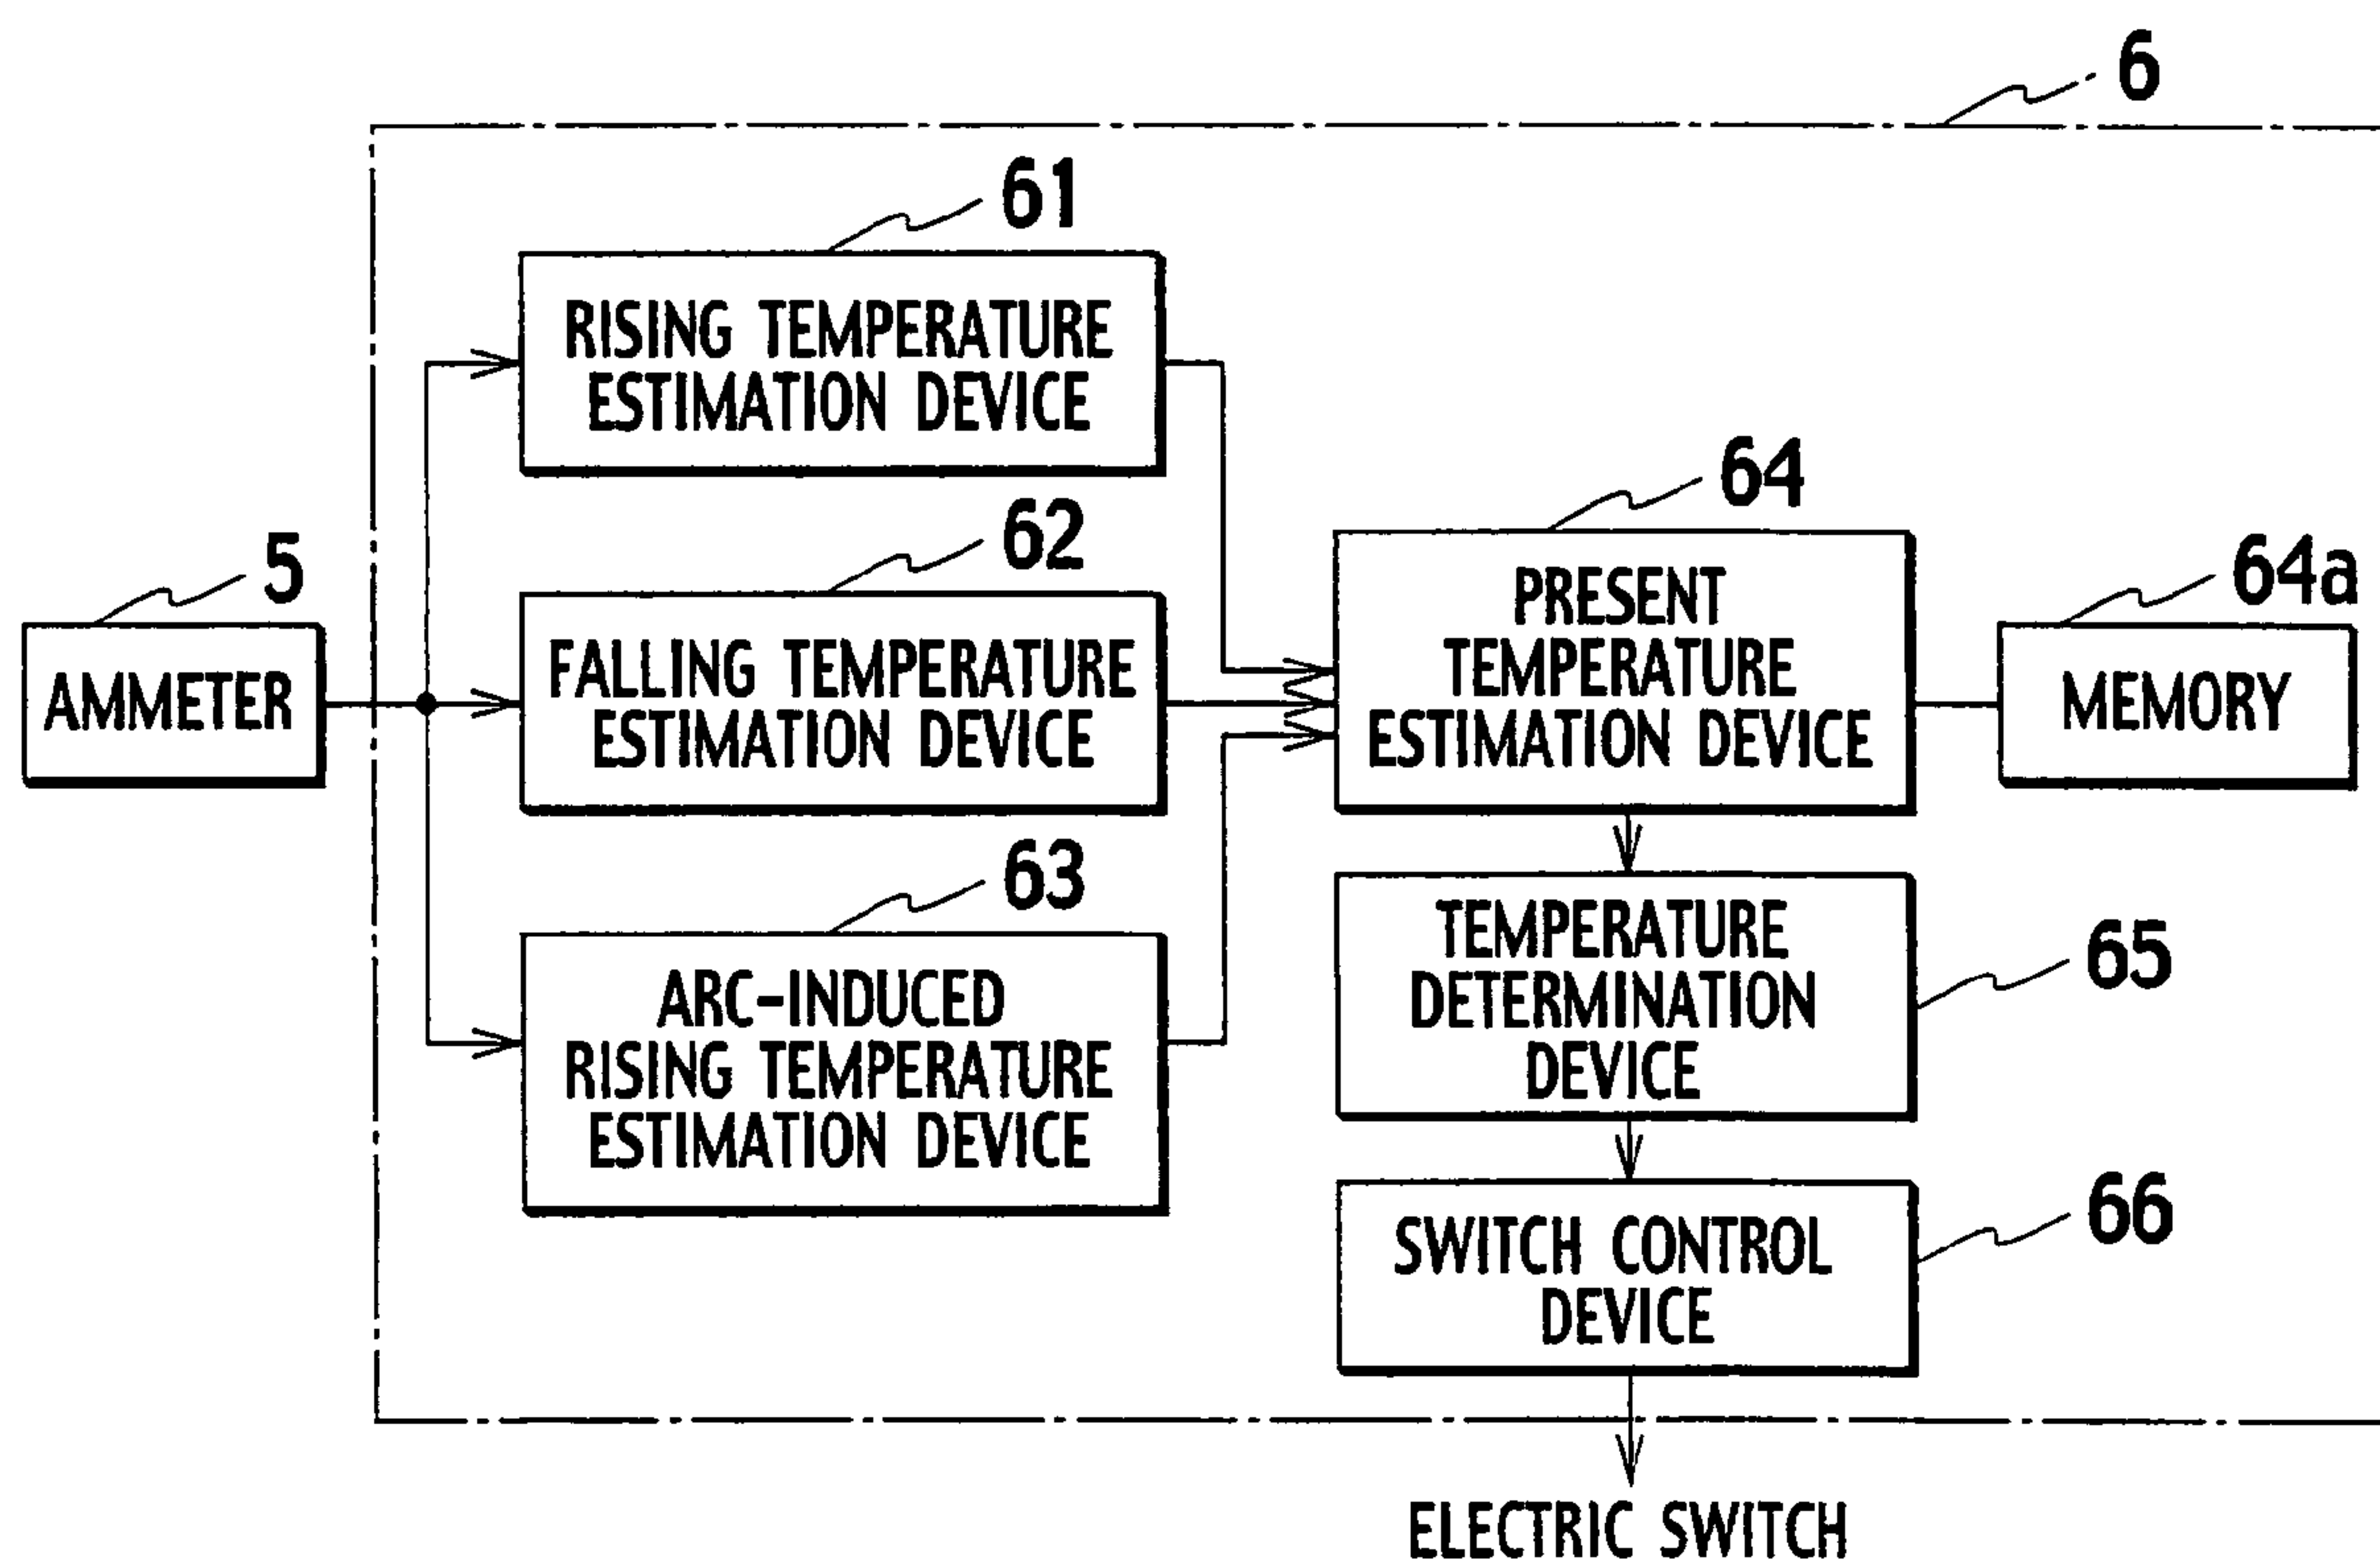 6
61
RISING TEMPERATURE
ESTIMATION DEVICE
62
FALLING TEMPERATURE
ESTIMATION DEVICE
5
AMMETER
63
ARC-INDUCED
RISING TEMPERATURE
ESTIMATION DEVICE
64
PRESENT
TEMPERATURE
ESTIMATION DEVICE
64a
MEMORY
65
TEMPERATURE
DETERMINATION
DEVICE
66
SWITCH CONTROL
DEVICE
ELECTRIC SWITCH